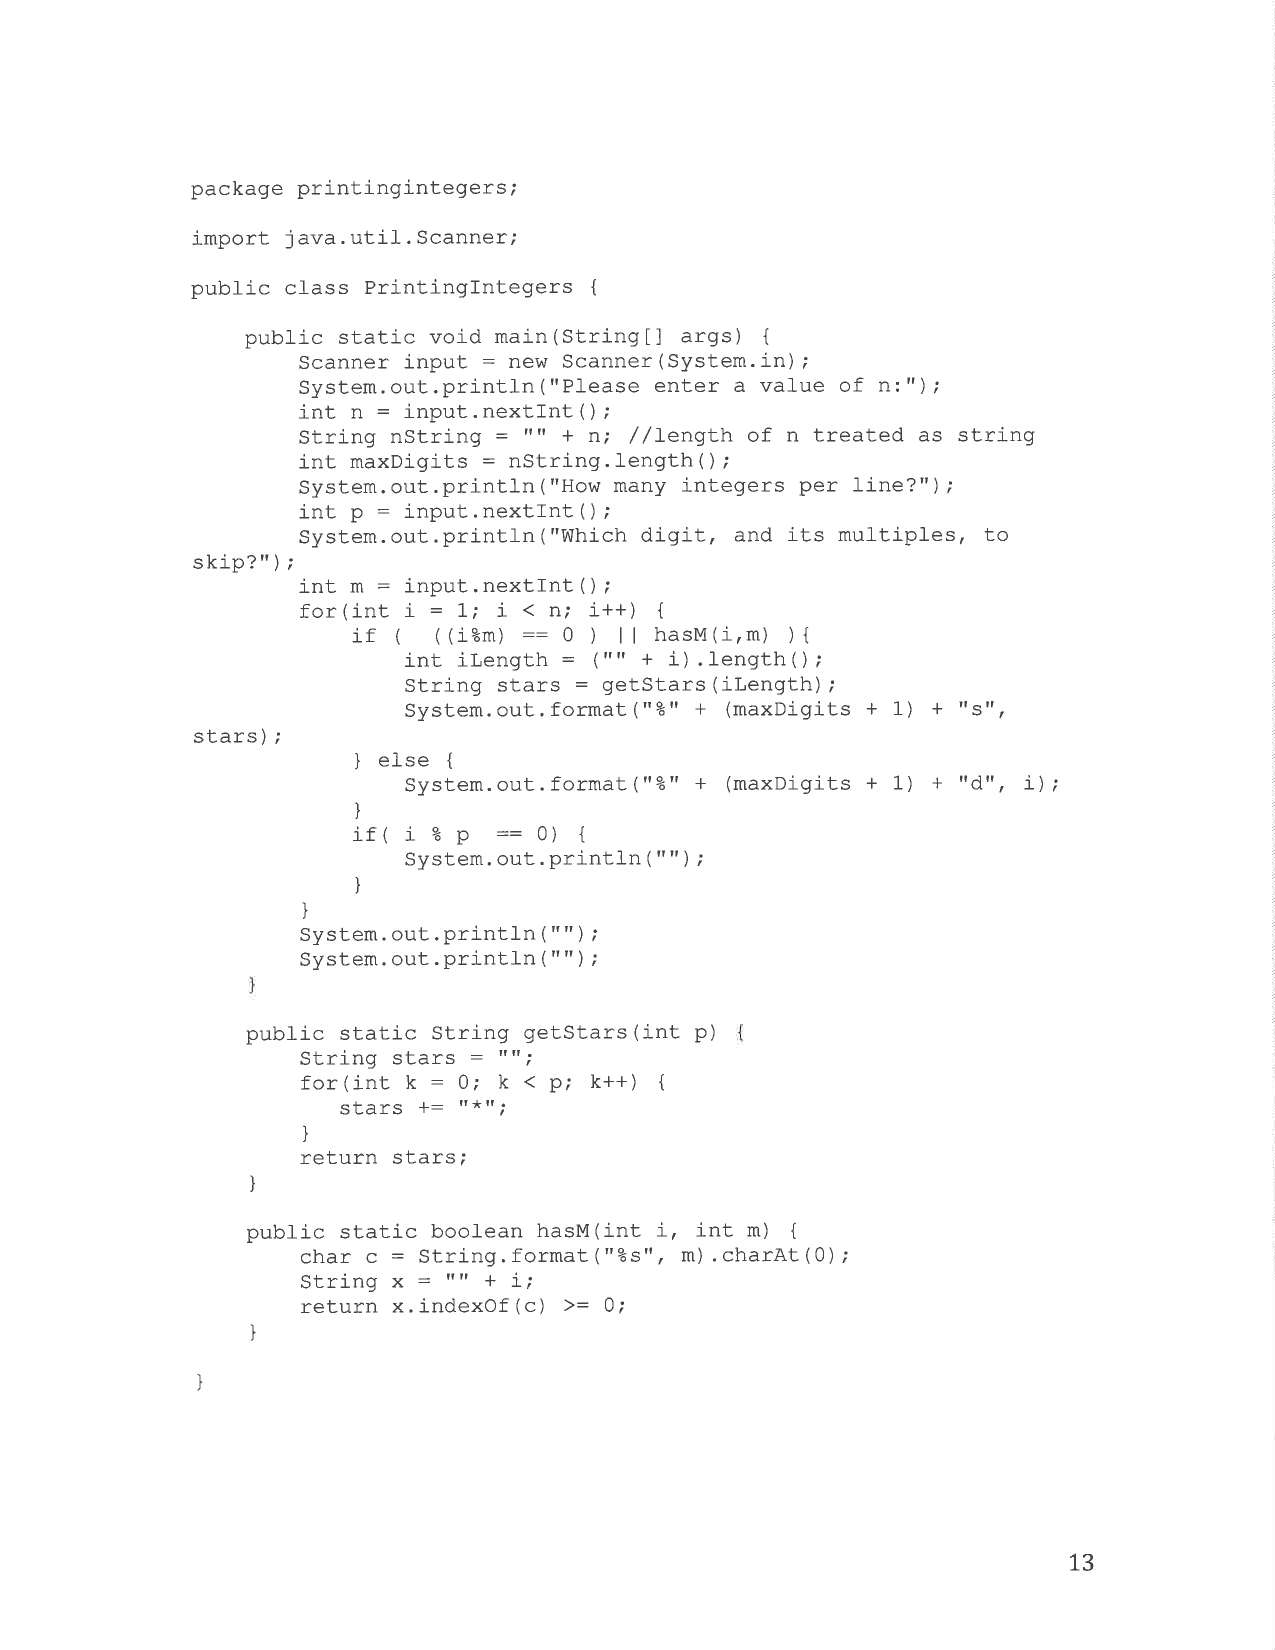 package printingintegers;

import java.util.Scanner;

public class PrintingIntegers {

    public static void main(String[] args) {
        Scanner input = new Scanner(System.in);
        System.out.println("Please enter a value of n:");
        int n = input.nextInt();
        String nString = "" + n; //length of n treated as string
        int maxDigits = nString.length();
        System.out.println("How many integers per line?");
        int p = input.nextInt();
        System.out.println("Which digit, and its multiples, to
skip?");
        int m = input.nextInt();
        for(int i = 1; i < n; i++) {
            if (  ((i%m) == 0 ) || hasM(i,m) ){
                int iLength = ("" + i).length();
                String stars = getStars(iLength);
                System.out.format("%" + (maxDigits + 1) + "s",
stars);
            } else {
                System.out.format("%" + (maxDigits + 1) + "d", i);
            }
            if( i % p  == 0) {
                System.out.println("");
            }
        }
        System.out.println("");
        System.out.println("");
    }

    public static String getStars(int p) {
        String stars = "";
        for(int k = 0; k < p; k++) {
           stars += "*";
        }
        return stars;
    }

    public static boolean hasM(int i, int m) {
        char c = String.format("%s", m).charAt(0);
        String x = "" + i;
        return x.indexOf(c) >= 0;
    }

}

13